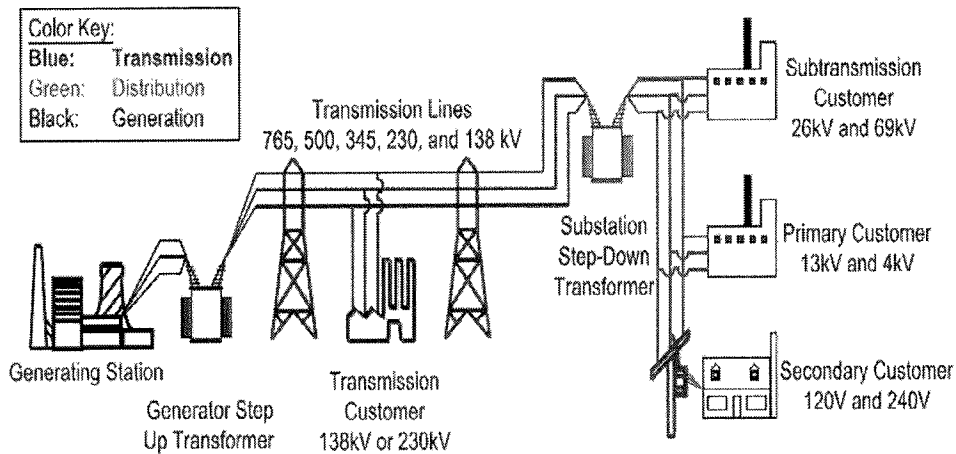 Color Key:
Blue: Transmission
Green: Distribution
Black: Generation
Transmission Lines
765, 500, 345, 230, and 138 kV
Subtransmission
Customer
26kV and 69kV
Substation
Step-Down
Transformer
Primary Customer
13kV and 4kV
Generating Station
Generator Step
Up Transformer
Transmission
Customer
138kV or 230kV
Secondary Customer
120V and 240V